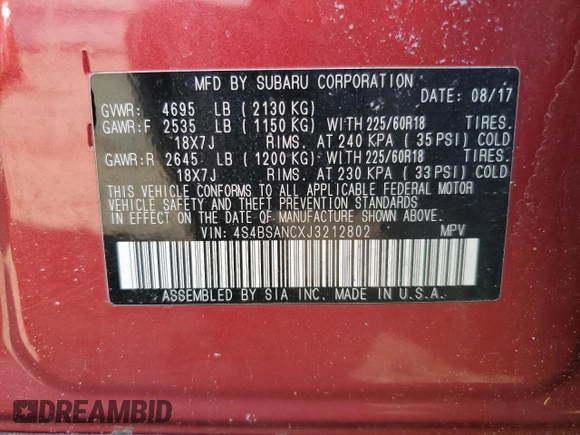 MFD BY SUBARU CORPORATION
DATE: 08/17
GVWR: 4695 LB (2130 KG)
GAWR:F 2535 LB (1150 KG) WITH 225/60R18 TIRES.
18X7J RIMS. AT 240 KPA (35 PSI) COLD
GAWR:R 2645 LB (1200 KG) WITH 225/60R18 TIRES.
18X7J RIMS. AT 230 KPA (33 PSI) COLD
THIS VEHICLE CONFORMS TO ALL APPLICABLE FEDERAL MOTOR
VEHICLE SAFETY AND THEFT PREVENTION STANDARDS
IN EFFECT ON THE DATE OF MANUFACTURE SHOWN ABOVE.
VIN: 4S4BSANCXJ3212802 MPV
ASSEMBLED BY SIA INC. MADE IN U.S.A.
DREAMBID